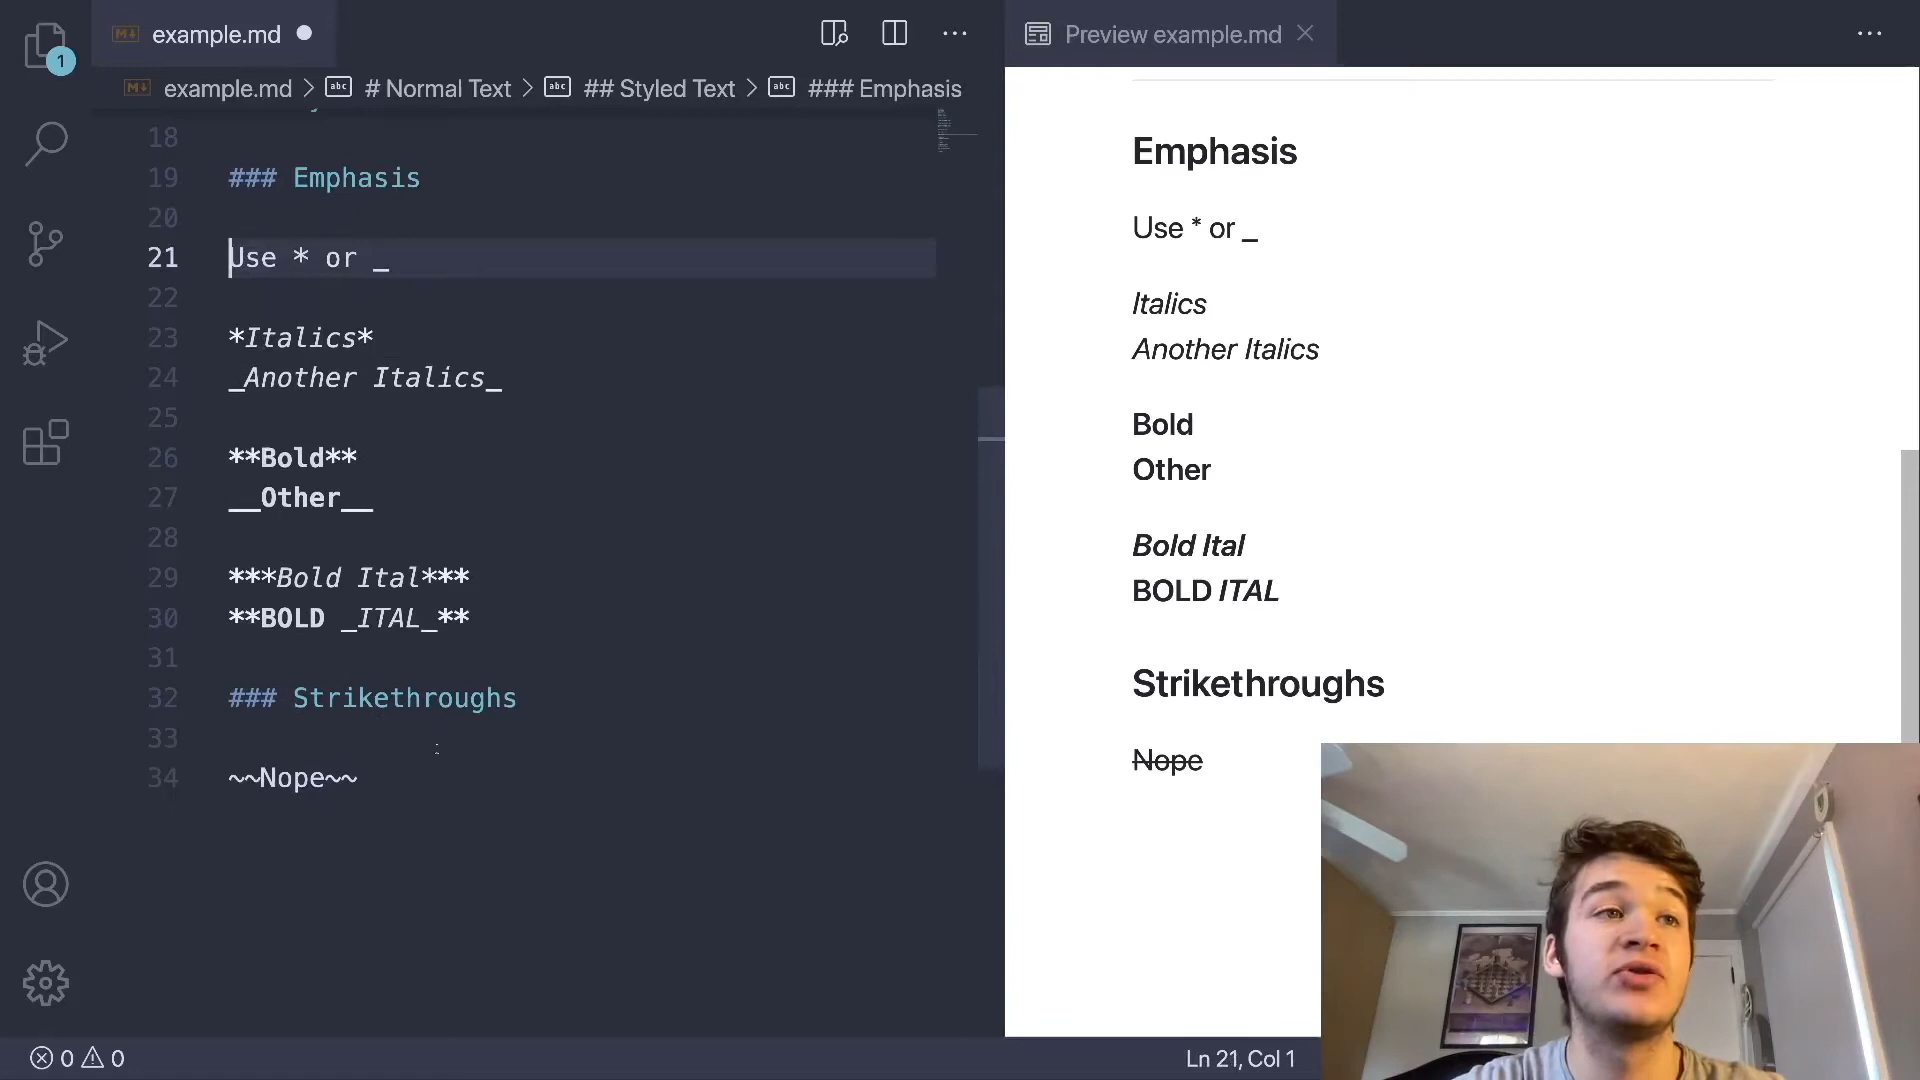 1
example.md
Preview example.md
example.md > # Normal Text > ## Styled Text > ### Emphasis
18
19 ### Emphasis
20
21 Use * or _
22
23 *Italics*
24 _Another Italics_
25
26 **Bold**
27 __Other__
28
29 ***Bold Ital***
30 **BOLD _ITAL_**
31
32 ### Strikethroughs
33
34 ~~Nope~~
Emphasis
Use * or _
Italics
Another Italics
Bold
Other
Bold Ital
BOLD ITAL
Strikethroughs
Nope
0 0
Ln 21, Col 1